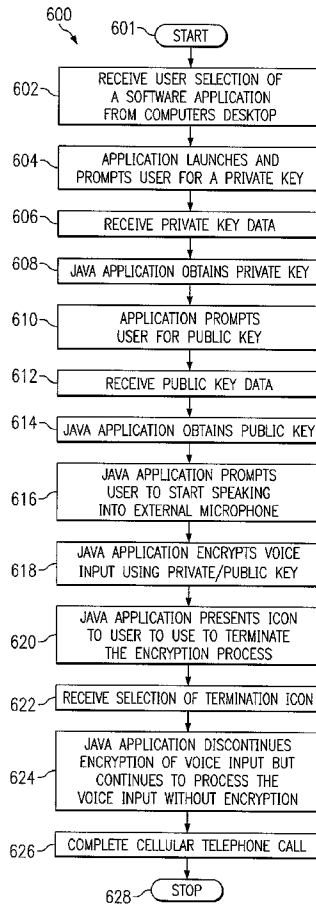 600
601
START
602
RECEIVE USER SELECTION OF
A SOFTWARE APPLICATION
FROM COMPUTERS DESKTOP
604
APPLICATION LAUNCHES AND
PROMPTS USER FOR A PRIVATE KEY
606
RECEIVE PRIVATE KEY DATA
608
JAVA APPLICATION OBTAINS PRIVATE KEY
610
APPLICATION PROMPTS
USER FOR PUBLIC KEY
612
RECEIVE PUBLIC KEY DATA
614
JAVA APPLICATION OBTAINS PUBLIC KEY
616
JAVA APPLICATION PROMPTS
USER TO START SPEAKING
INTO EXTERNAL MICROPHONE
618
JAVA APPLICATION ENCRYPTS VOICE
INPUT USING PRIVATE/PUBLIC KEY
620
JAVA APPLICATION PRESENTS ICON
TO USER TO USE TO TERMINATE
THE ENCRYPTION PROCESS
622
RECEIVE SELECTION OF TERMINATION ICON
624
JAVA APPLICATION DISCONTINUES
ENCRYPTION OF VOICE INPUT BUT
CONTINUES TO PROCESS THE
VOICE INPUT WITHOUT ENCRYPTION
626
COMPLETE CELLULAR TELEPHONE CALL
628
STOP